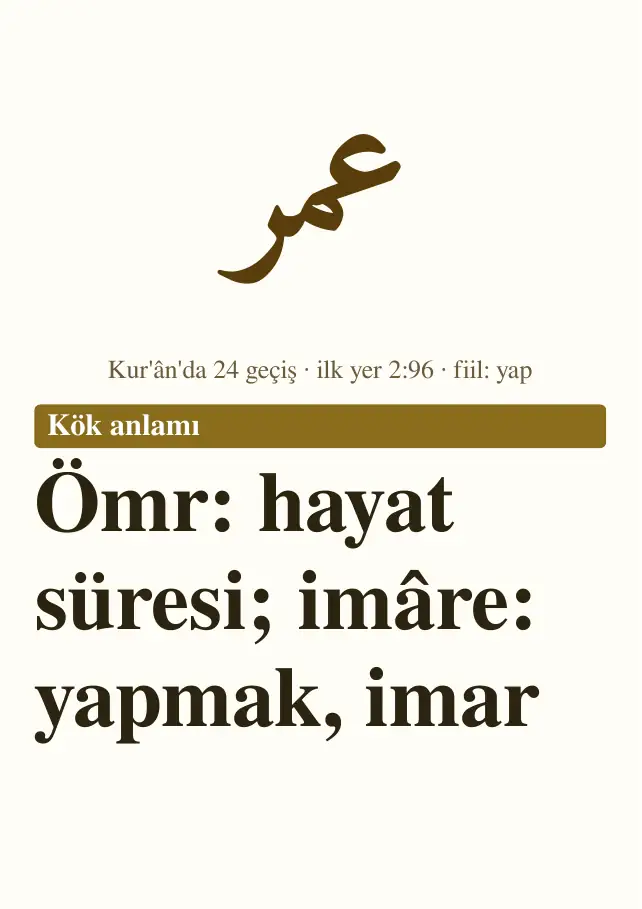 عمر
Kur'ân'da 24 geçiş · ilk yer 2:96 · fiil: yap
Kök anlamı
Ömr: hayat
süresi; imâre:
yapmak, imar